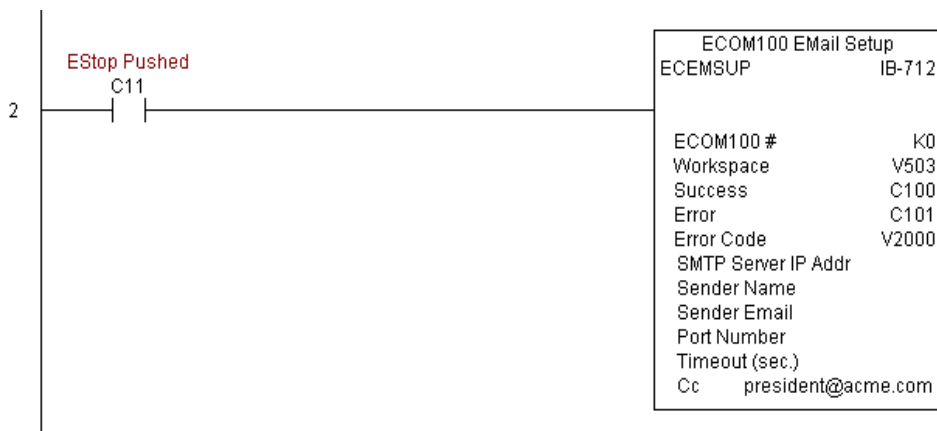 EStop Pushed
C11
2
ECOM100 EMail Setup
ECEMSUP IB-712
ECOM100 # K0
Workspace V503
Success C100
Error C101
Error Code V2000
SMTP Server IP Addr
Sender Name
Sender Email
Port Number
Timeout (sec.)
Cc president@acme.com